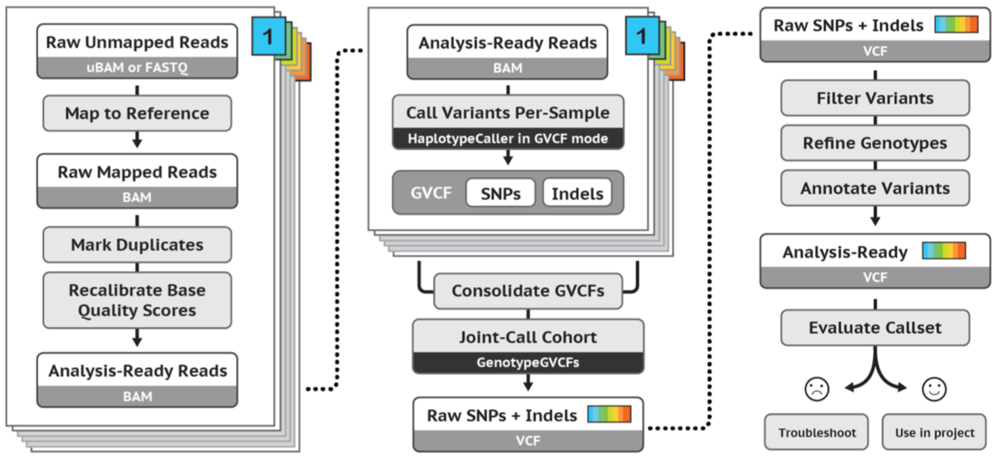 1
Raw Unmapped Reads
uBAM or FASTQ
Map to Reference
Raw Mapped Reads
BAM
Mark Duplicates
Recalibrate Base
Quality Scores
Analysis-Ready Reads
BAM
1
Analysis-Ready Reads
BAM
Call Variants Per-Sample
HaplotypeCaller in GVCF mode
GVCF SNPs Indels
Consolidate GVCFs
Joint-Call Cohort
GenotypeGVCFs
Raw SNPs + Indels
VCF
Raw SNPs + Indels
VCF
Filter Variants
Refine Genotypes
Annotate Variants
Analysis-Ready
VCF
Evaluate Callset
Troubleshoot
Use in project